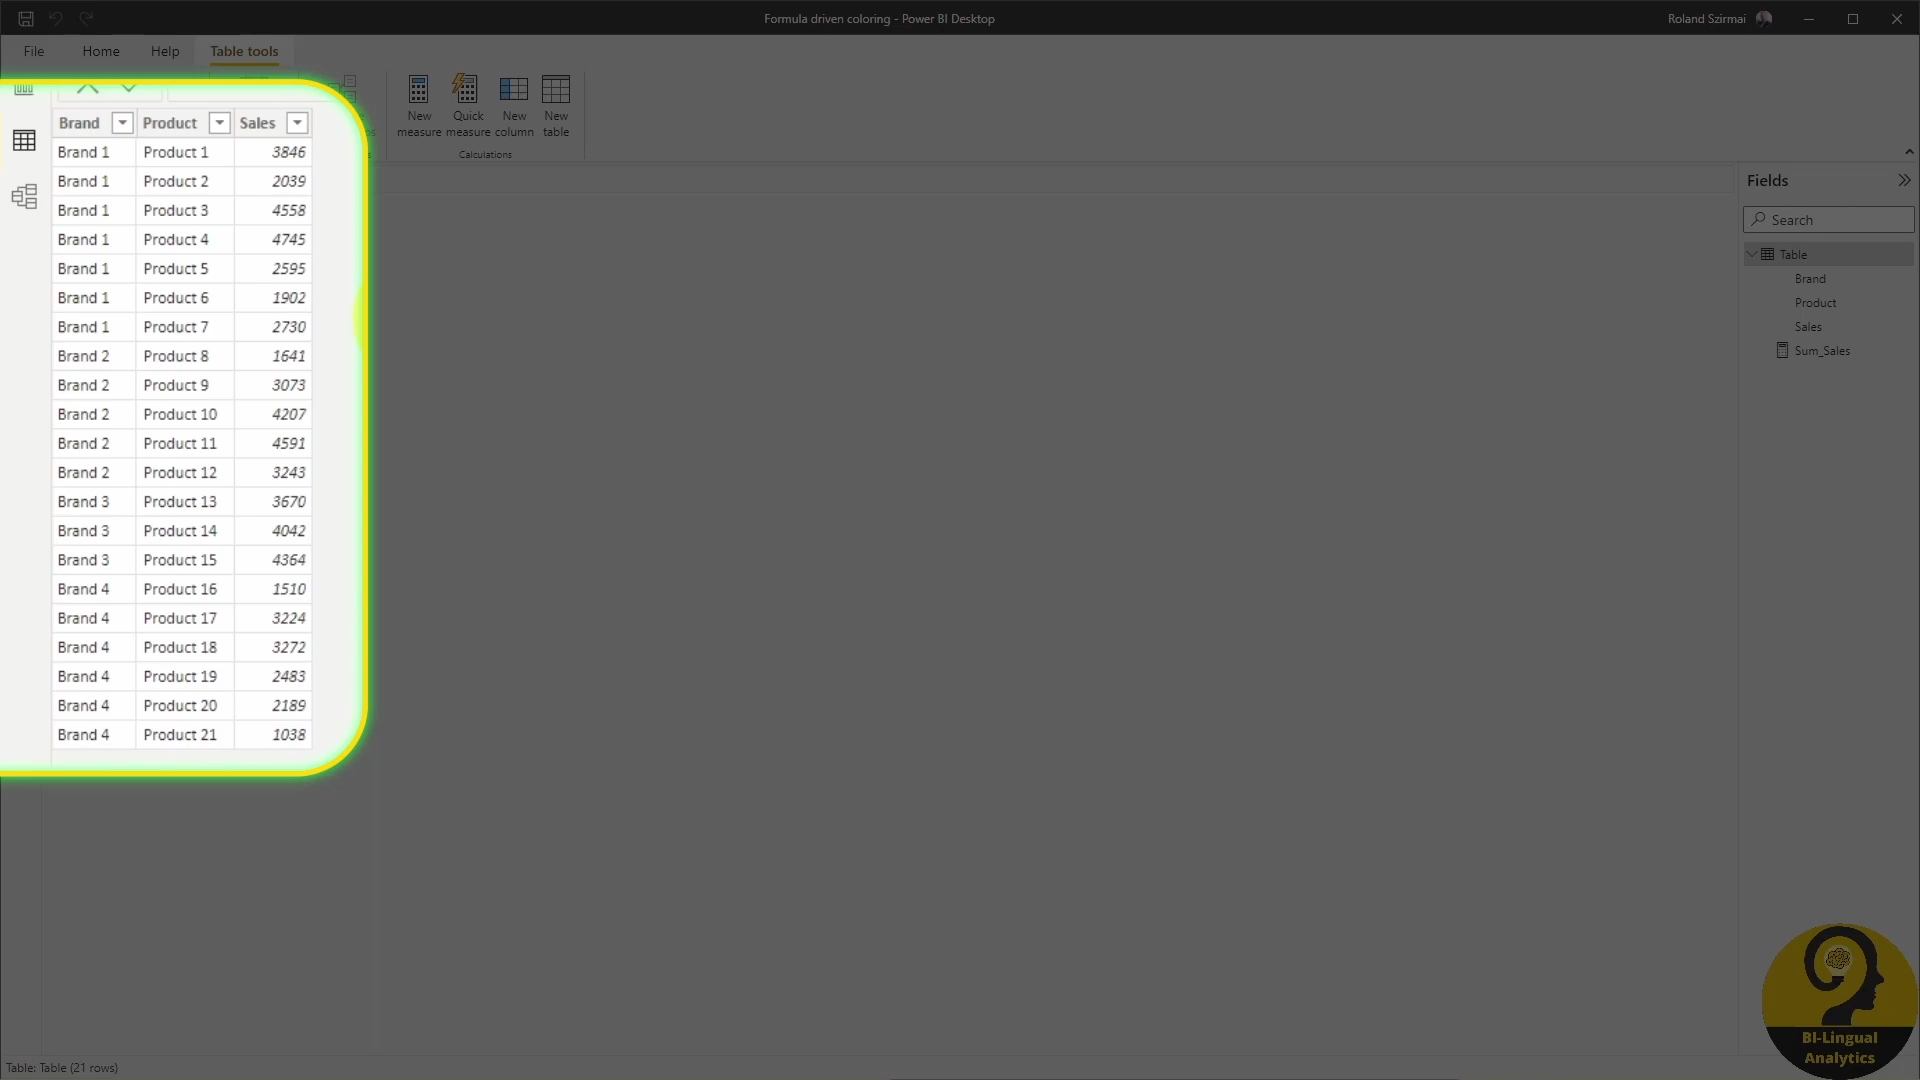 Formula driven coloring - Power BI Desktop
Roland Szirmai
File Home Help Table tools
New measure
Quick measure
New column
New table
Calculations
Brand Product Sales
Brand 1 Product 1 3846
Brand 1 Product 2 2039
Brand 1 Product 3 4558
Brand 1 Product 4 4745
Brand 1 Product 5 2595
Brand 1 Product 6 1902
Brand 1 Product 7 2730
Brand 2 Product 8 1641
Brand 2 Product 9 3073
Brand 2 Product 10 4207
Brand 2 Product 11 4591
Brand 2 Product 12 3243
Brand 3 Product 13 3670
Brand 3 Product 14 4042
Brand 3 Product 15 4364
Brand 4 Product 16 1510
Brand 4 Product 17 3224
Brand 4 Product 18 3272
Brand 4 Product 19 2483
Brand 4 Product 20 2189
Brand 4 Product 21 1038
Fields
Search
Table
Brand
Product
Sales
Sum_Sales
Table: Table (21 rows)
BI-Lingual
Analytics